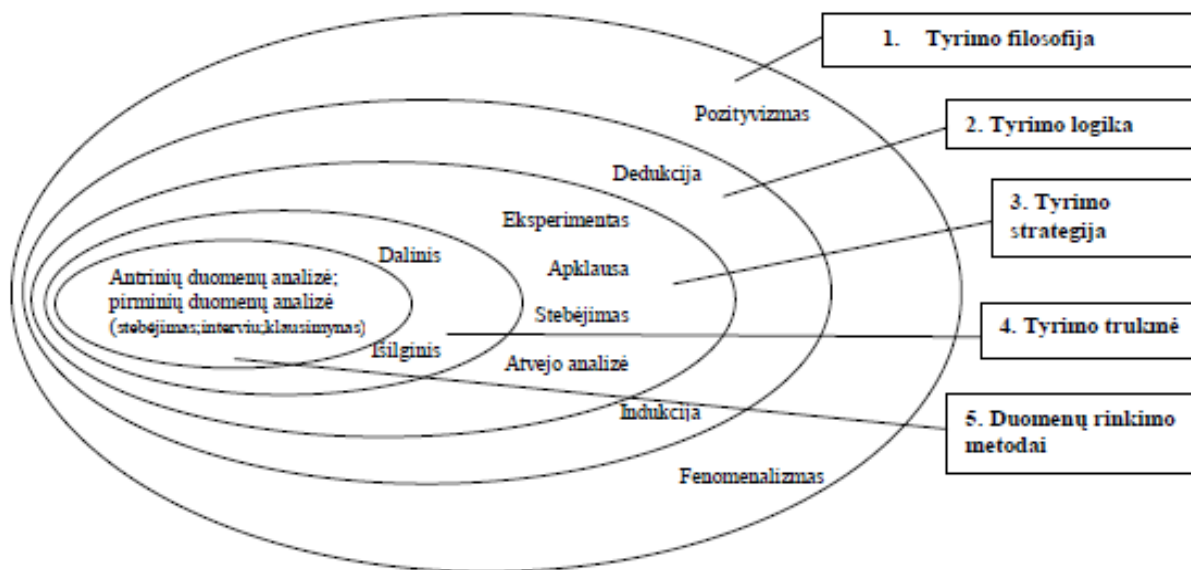 1. Tyrimo filosofija
Pozityvizmas
2. Tyrimo logika
Dedukcija
3. Tyrimo
strategija
Eksperimentas
Dalinis
Apklausa
Antrinių duomenų analizė;
pirminių duomenų analizė
(stebėjimas;interviu;klausimynas)
Stebėjimas
4. Tyrimo trukmė
Išilginis
Atvejo analizė
Indukcija
5. Duomenų rinkimo
metodai
Fenomenalizmas